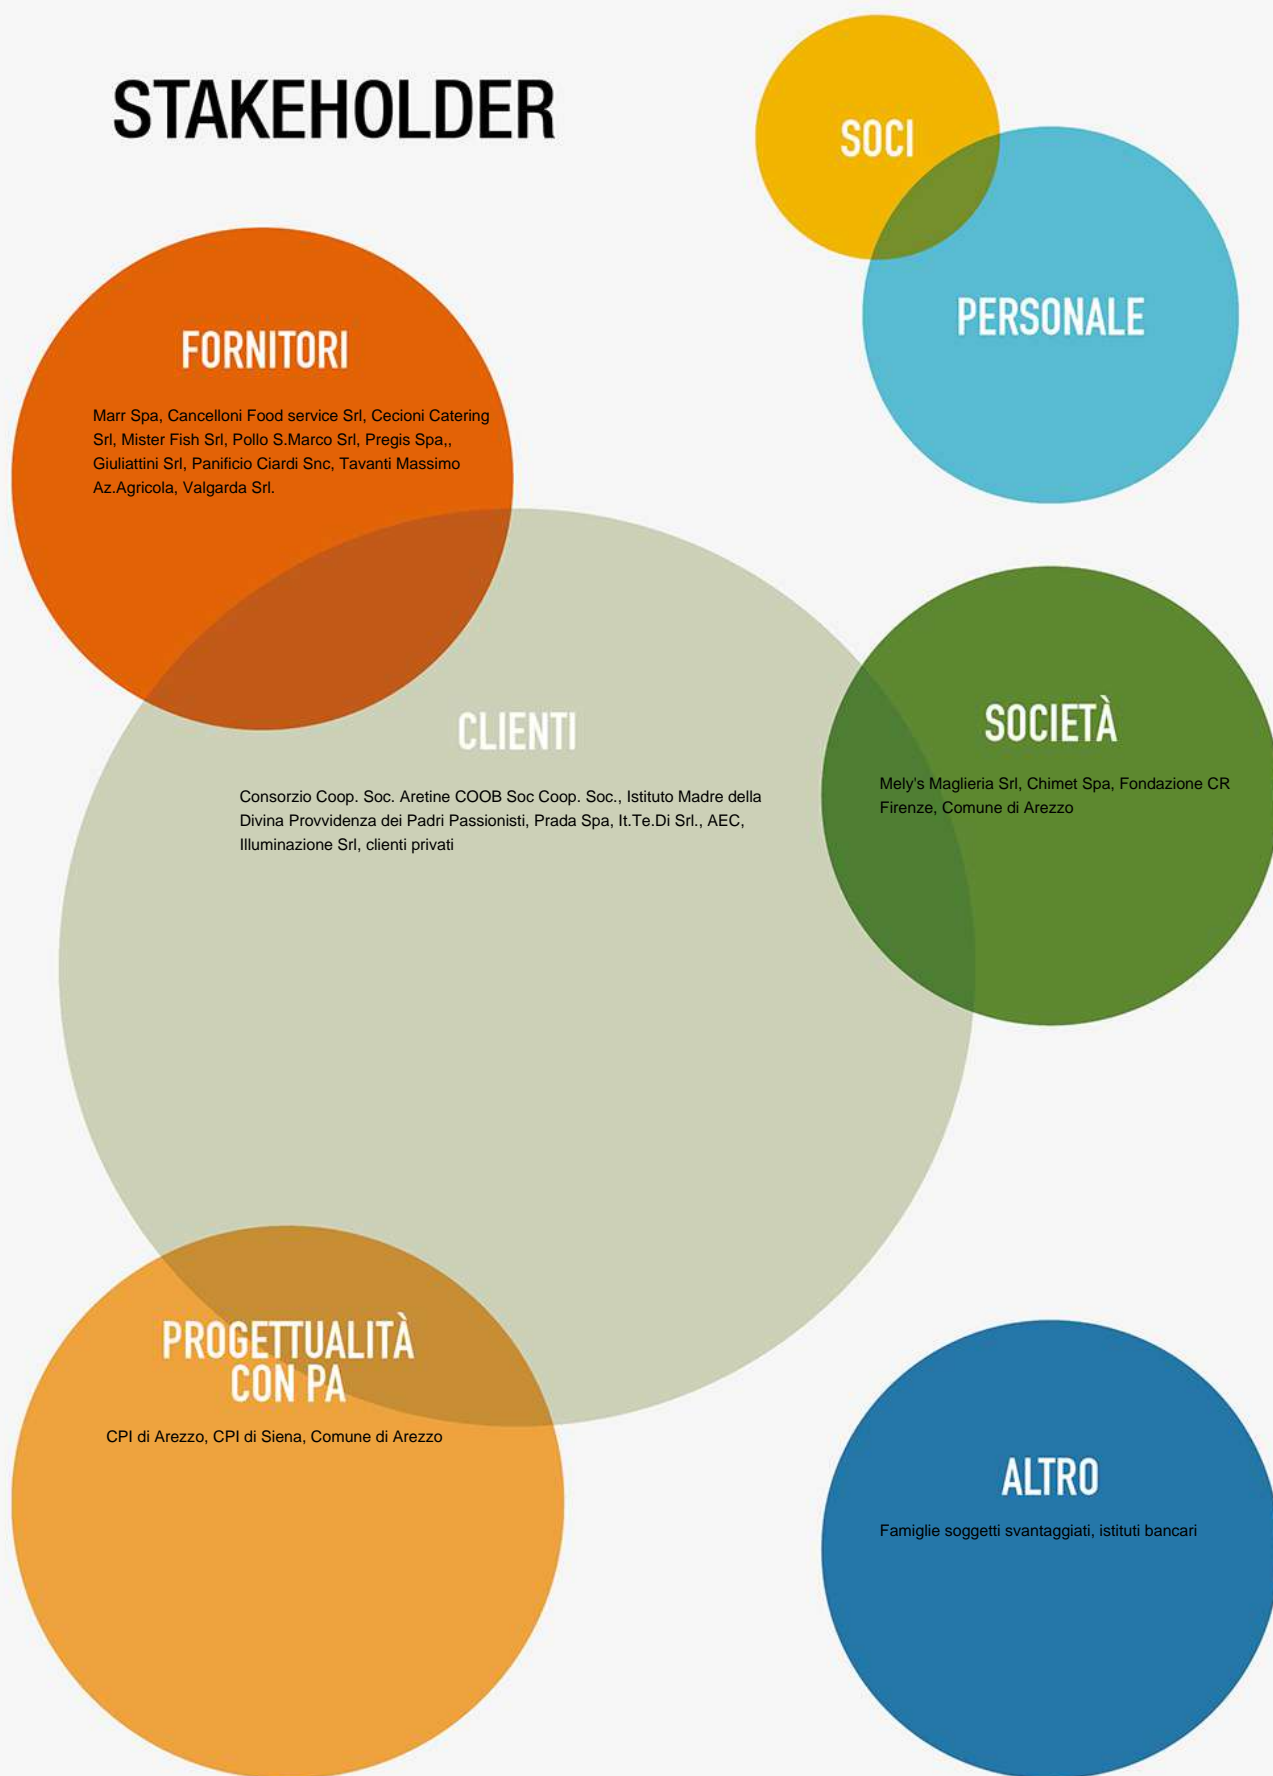 STAKEHOLDER
SOCI
PERSONALE
FORNITORI
Marr Spa, Cancelloni Food service Srl, Cecioni Catering
Srl, Mister Fish Srl, Pollo S.Marco Srl, Pregis Spa,,
Giuliattini Srl, Panificio Ciardi Snc, Tavanti Massimo
Az.Agricola, Valgarda Srl.
CLIENTI
Consorzio Coop. Soc. Aretine COOB Soc Coop. Soc., Istituto Madre della
Divina Provvidenza dei Padri Passionisti, Prada Spa, It.Te.Di Srl., AEC,
Illuminazione Srl, clienti privati
SOCIETÀ
Mely's Maglieria Srl, Chimet Spa, Fondazione CR
Firenze, Comune di Arezzo
PROGETTUALITÀ
CON PA
CPI di Arezzo, CPI di Siena, Comune di Arezzo
ALTRO
Famiglie soggetti svantaggiati, istituti bancari